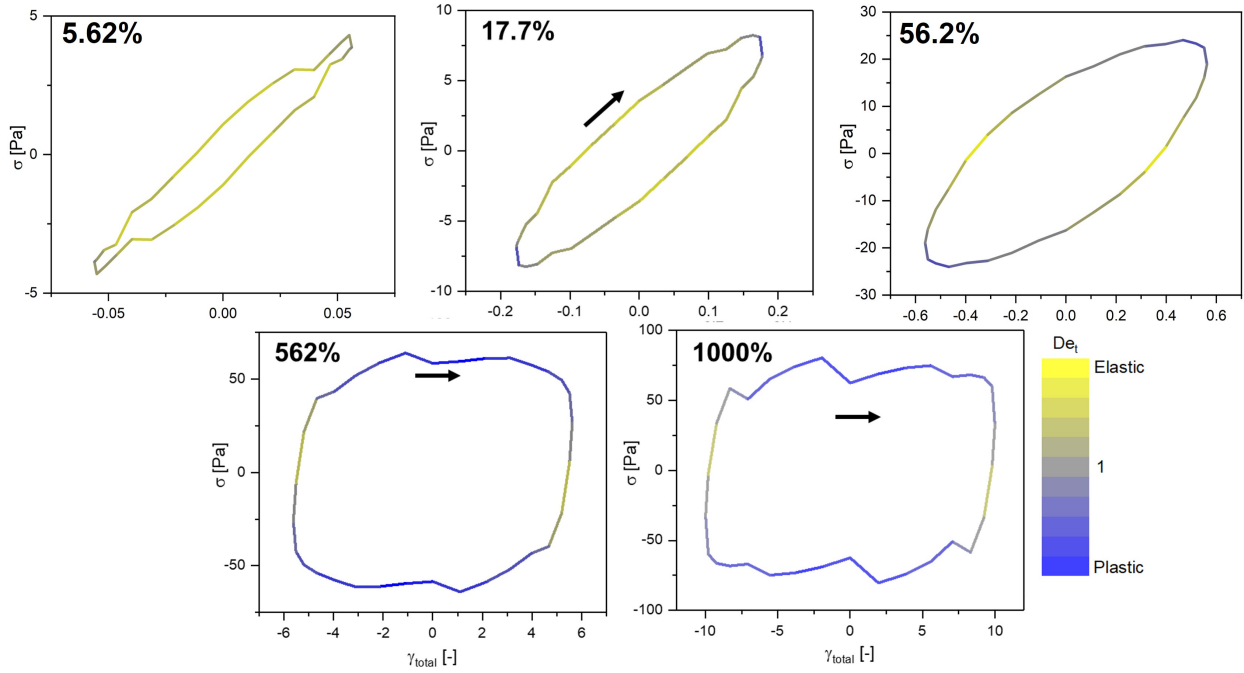 5.62%
5
0
-5
σ [Pa]
-0.05 0.00 0.05
17.7%
10
5
0
-5
-10
σ [Pa]
-0.2 -0.1 0.0 0.1 0.2
56.2%
30
20
10
0
-10
-20
-30
σ [Pa]
-0.6 -0.4 -0.2 0.0 0.2 0.4 0.6
562%
50
0
-50
σ [Pa]
-6 -4 -2 0 2 4 6
γtotal [-]
1000%
100
50
0
-50
-100
σ [Pa]
-10 -5 0 5 10
γtotal [-]
Det
Elastic
1
Plastic